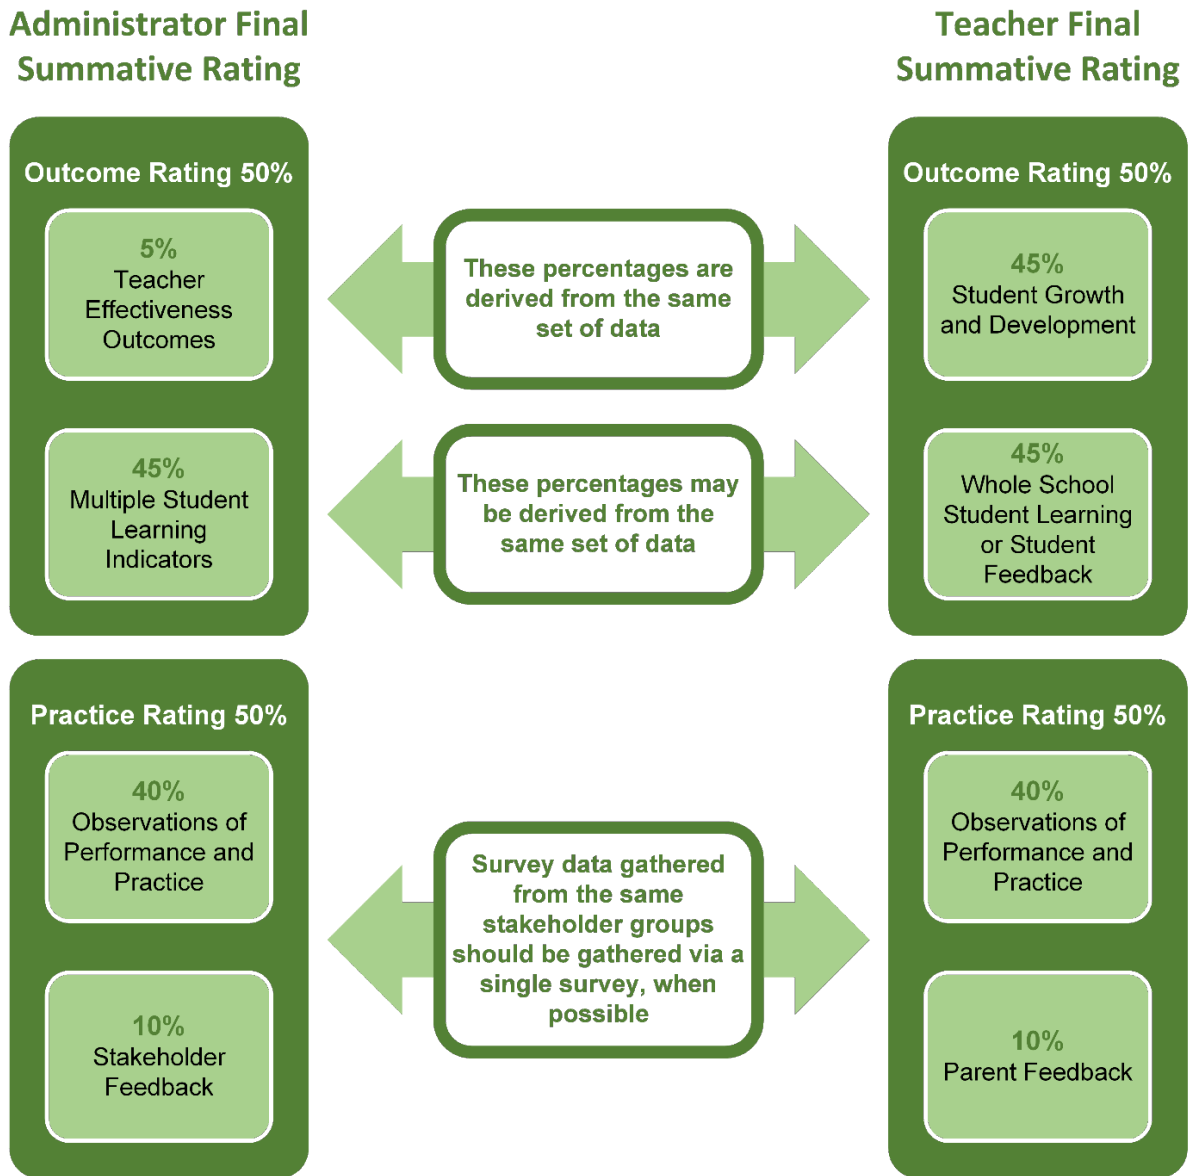 Administrator Final
Summative Rating
Outcome Rating 50%
5%
Teacher
Effectiveness
Outcomes
45%
Multiple Student
Learning
Indicators
Practice Rating 50%
40%
Observations of
Performance and
Practice
10%
Stakeholder
Feedback
These percentages are
derived from the same
set of data
These percentages may
be derived from the
same set of data
Survey data gathered
from the same
stakeholder groups
should be gathered via a
single survey, when
possible
Teacher Final
Summative Rating
Outcome Rating 50%
45%
Student Growth
and Development
45%
Whole School
Student Learning
or Student
Feedback
Practice Rating 50%
40%
Observations of
Performance and
Practice
10%
Parent Feedback